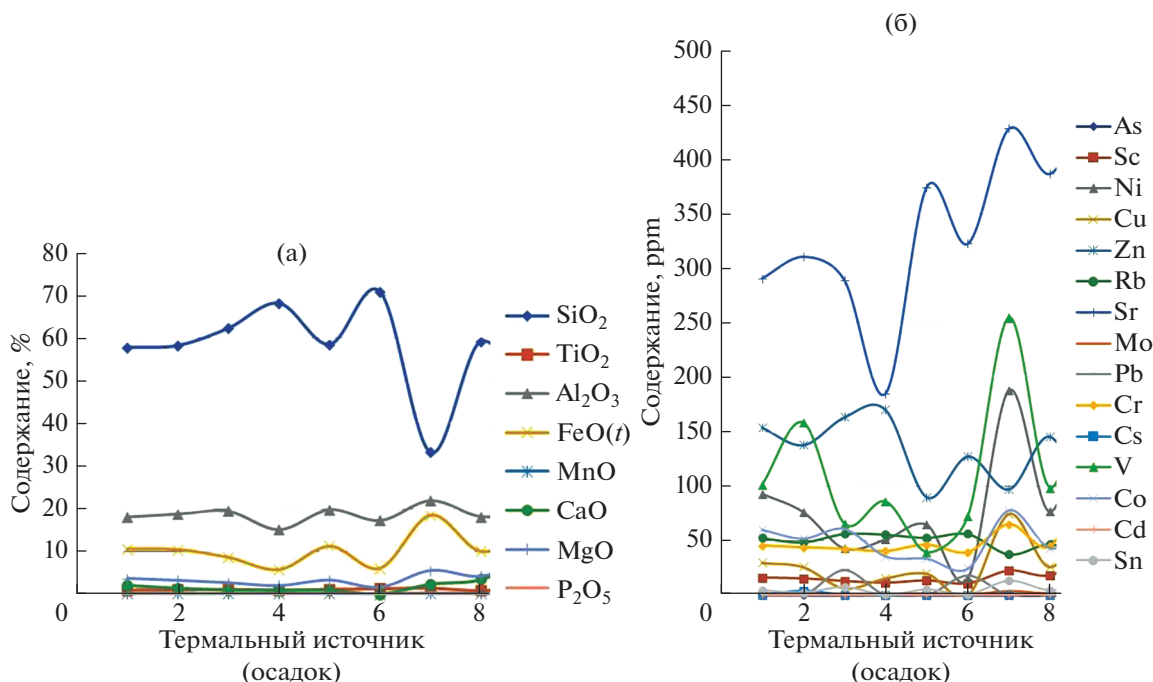 (а)
Содержание, %
80
70
60
50
40
30
20
10
0
2
4
6
8
Термальный источник
(осадок)
SiO₂
TiO₂
Al₂O₃
FeO(t)
MnO
CaO
MgO
P₂O₅
(б)
Содержание, ppm
500
450
400
350
300
250
200
150
100
50
0
2
4
6
8
Термальный источник
(осадок)
As
Sc
Ni
Cu
Zn
Rb
Sr
Mo
Pb
Cr
Cs
V
Co
Cd
Sn